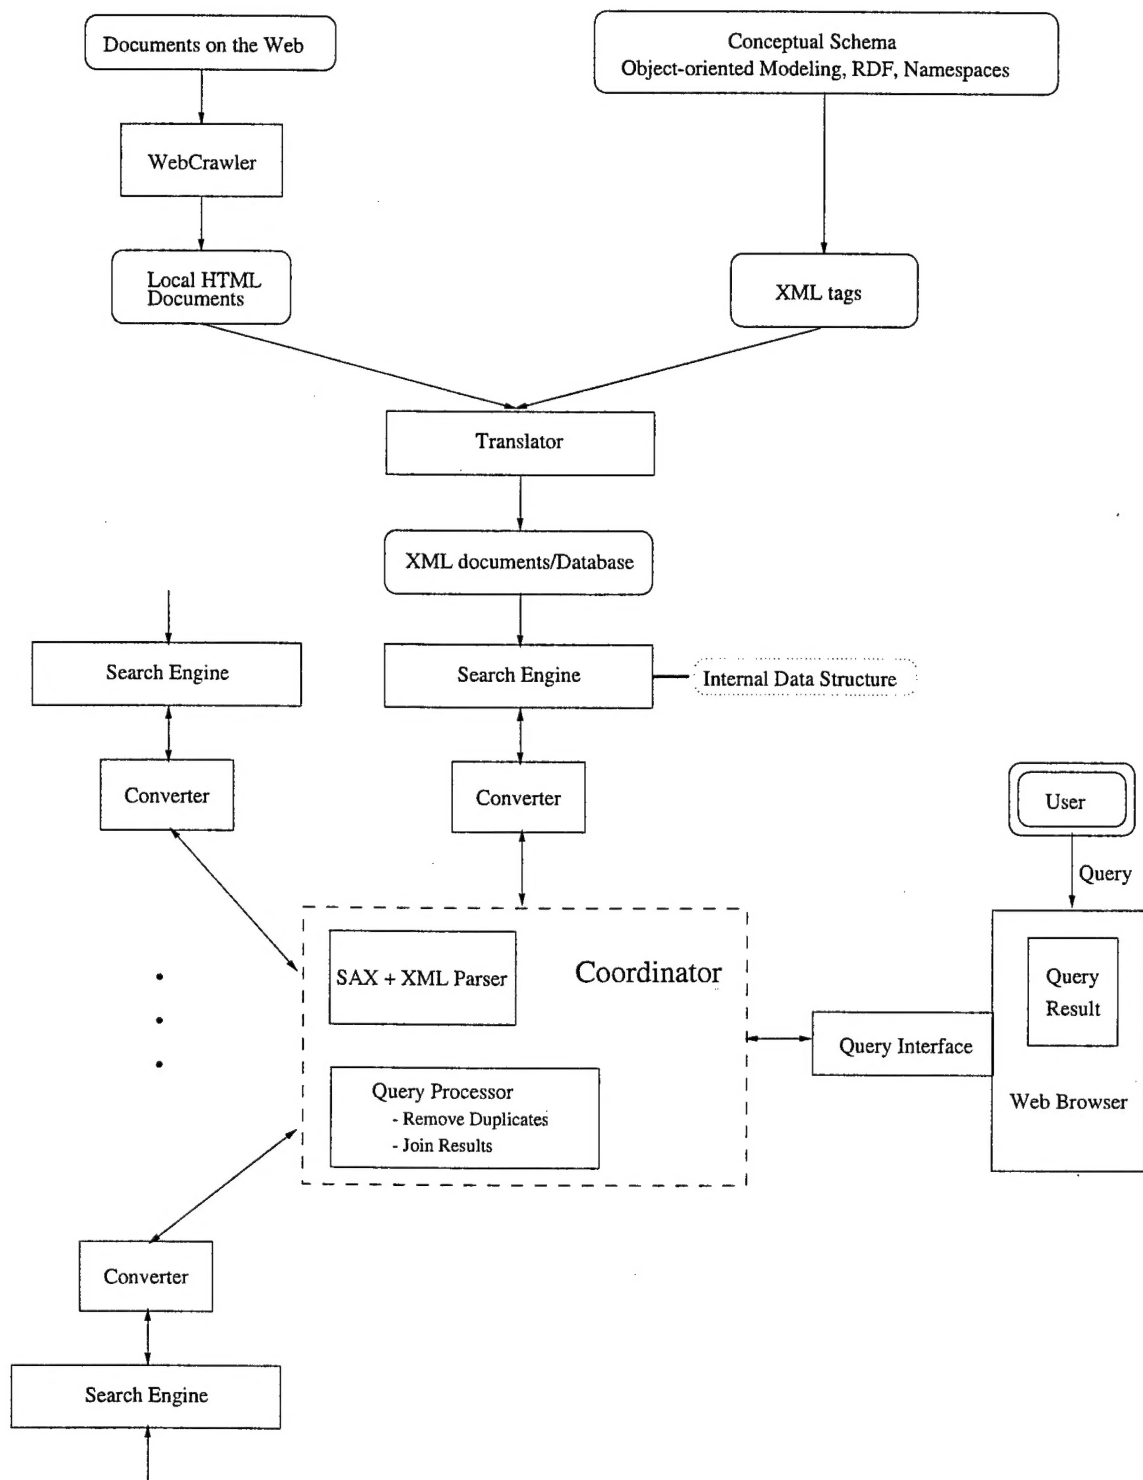 Documents on the Web
Conceptual Schema
Object-oriented Modeling, RDF, Namespaces
WebCrawler
Local HTML
Documents
XML tags
Translator
XML documents/Database
Search Engine
Search Engine
Internal Data Structure
Converter
Converter
User
Query
SAX + XML Parser
Coordinator
Query
Result
Query Interface
Query Processor
- Remove Duplicates
- Join Results
Web Browser
Converter
Search Engine